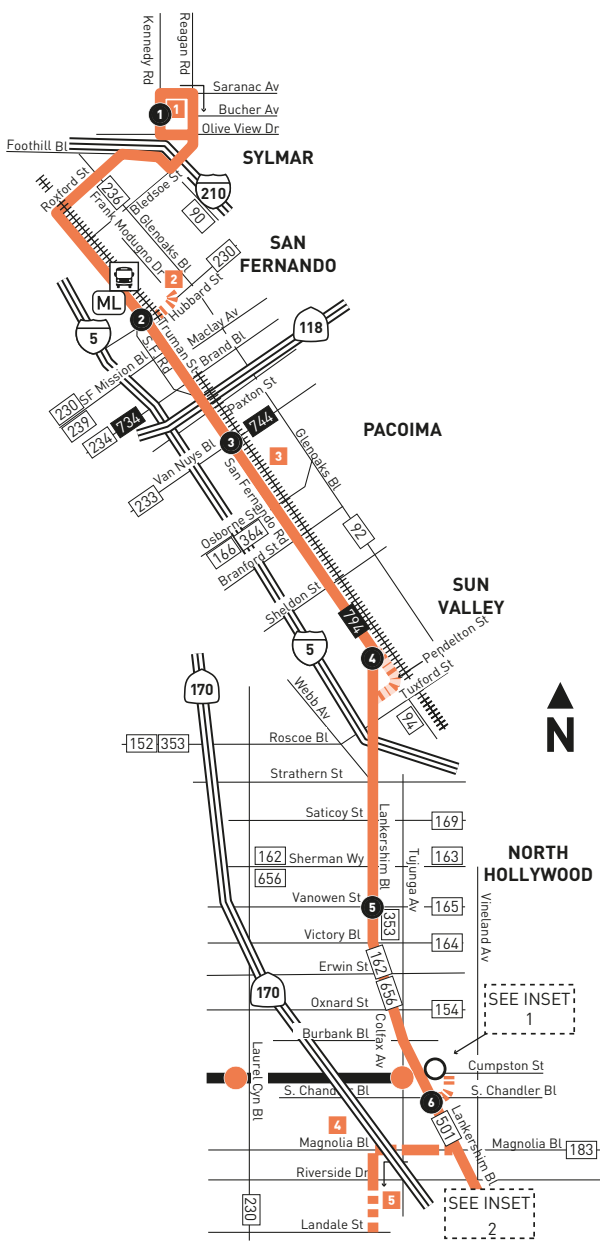 Kennedy Rd
Reagan Rd
Saranac Av
1
1
Bucher Av
Olive View Dr
Foothill Bl
SYLMAR
Roxford St
236
Bledsoe St
210
90
Frank Modugno Dr
Glenoaks Bl
SAN
FERNANDO
230
2
Hubbard St
ML
2
5
Truman St
S.F. Rd
Maclay Av
118
Brand Bl
SF Mission Bl
230
239
234
734
Paxton St
744
PACOIMA
3
3
Van Nuys Bl
233
Glenoaks Bl
San Fernando Rd
Osborne St
166
364
Branford St
92
Sheldon St
SUN
VALLEY
794
Pendelton St
5
4
Tuxford St
94
170
Webb Av
N
152
353
Roscoe Bl
Strathern St
Saticoy St
169
Lankershim Bl
Tujunga Av
162
Sherman Wy
163
656
NORTH
HOLLYWOOD
Vanowen St
5
165
353
Vineland Av
Victory Bl
164
162
656
Erwin St
170
Oxnard St
154
SEE INSET
1
Burbank Bl
Colfax Av
Laurel Cyn Bl
Cumpston St
S. Chandler Bl
S. Chandler Bl
6
501
Lankershim Bl
4
Magnolia Bl
Magnolia Bl
183
Riverside Dr
5
SEE INSET
2
230
Landale St